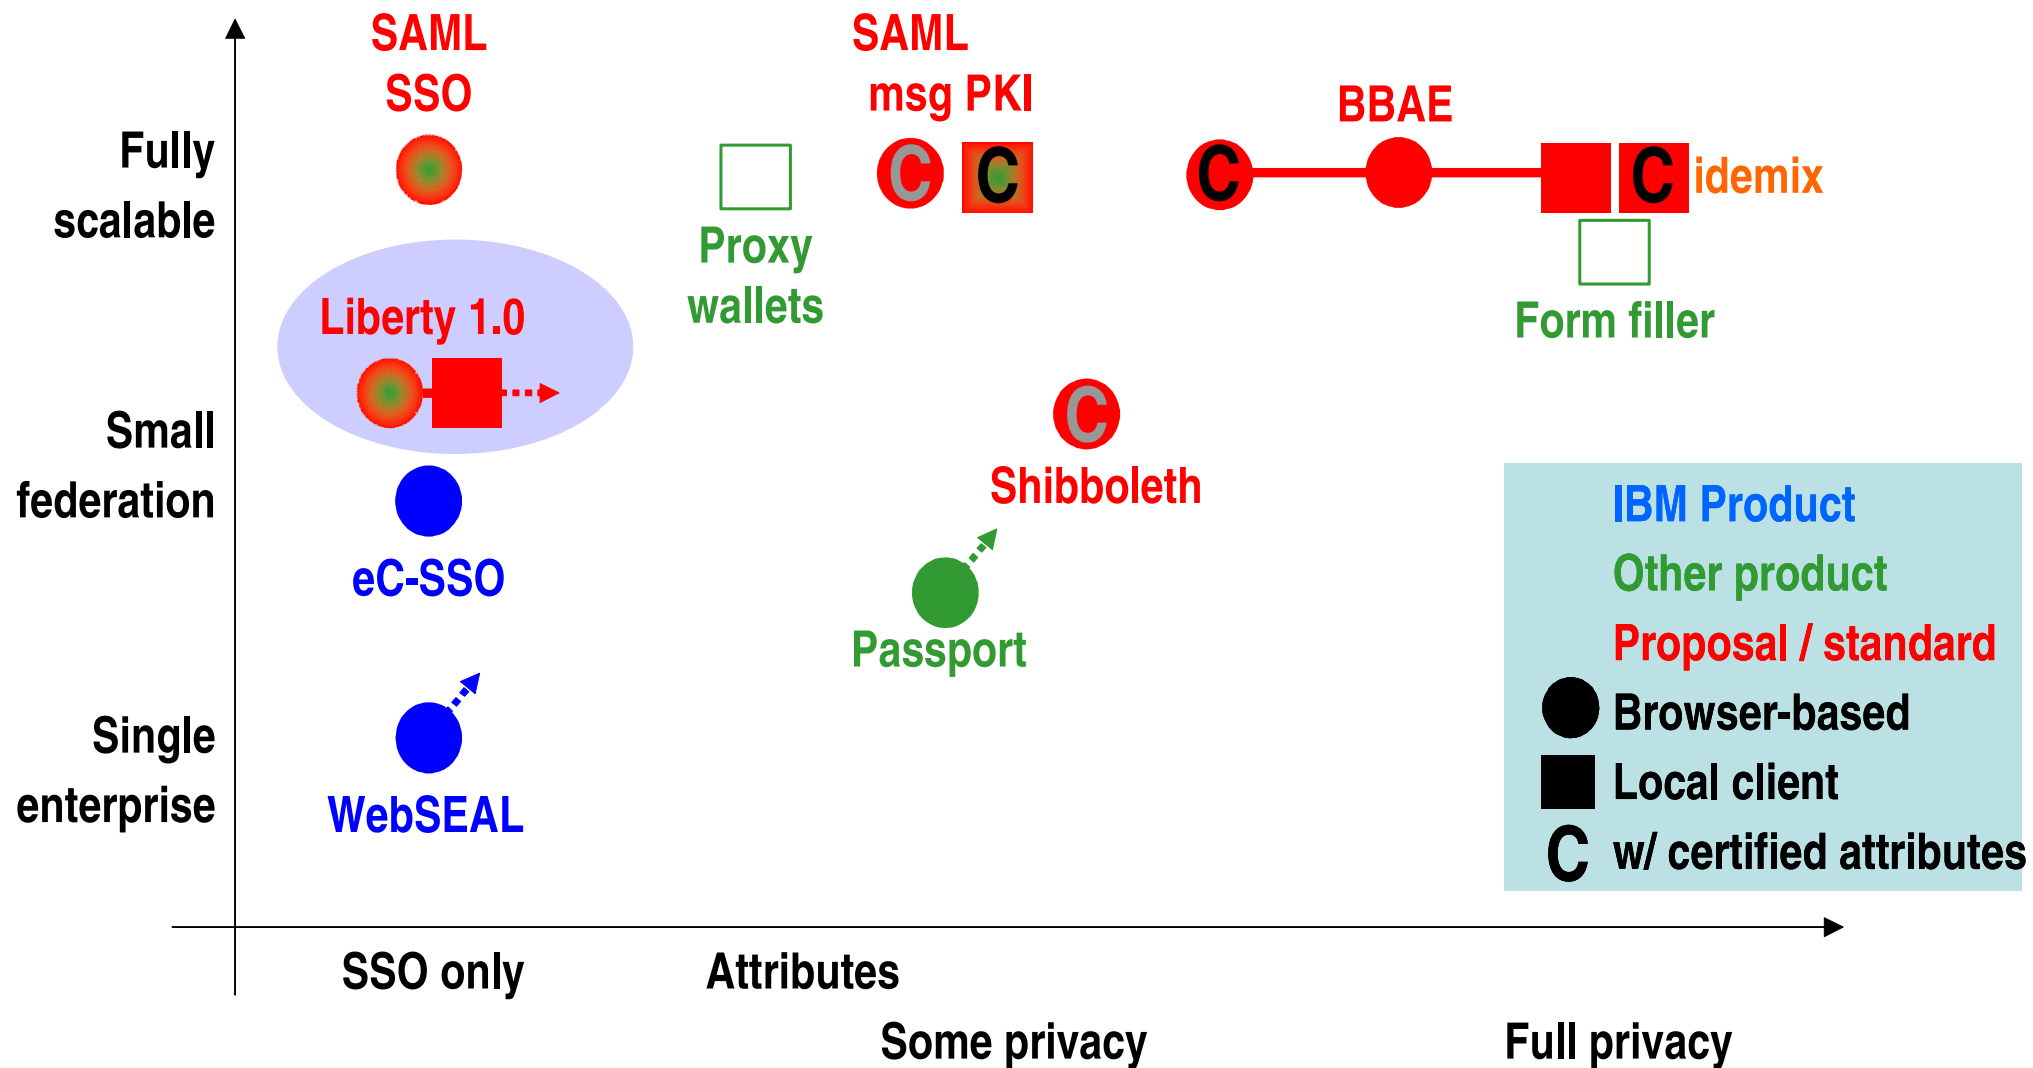 SAML
SSO
SAML
msg PKI
BBAE
Fully
scalable
C
C
C
C
idemix
Proxy
wallets
Form filler
Liberty 1.0
Small
federation
C
Shibboleth
eC-SSO
Passport
Single
enterprise
WebSEAL
IBM Product
Other product
Proposal / standard
Browser-based
Local client
C w/ certified attributes
SSO only
Attributes
Some privacy
Full privacy